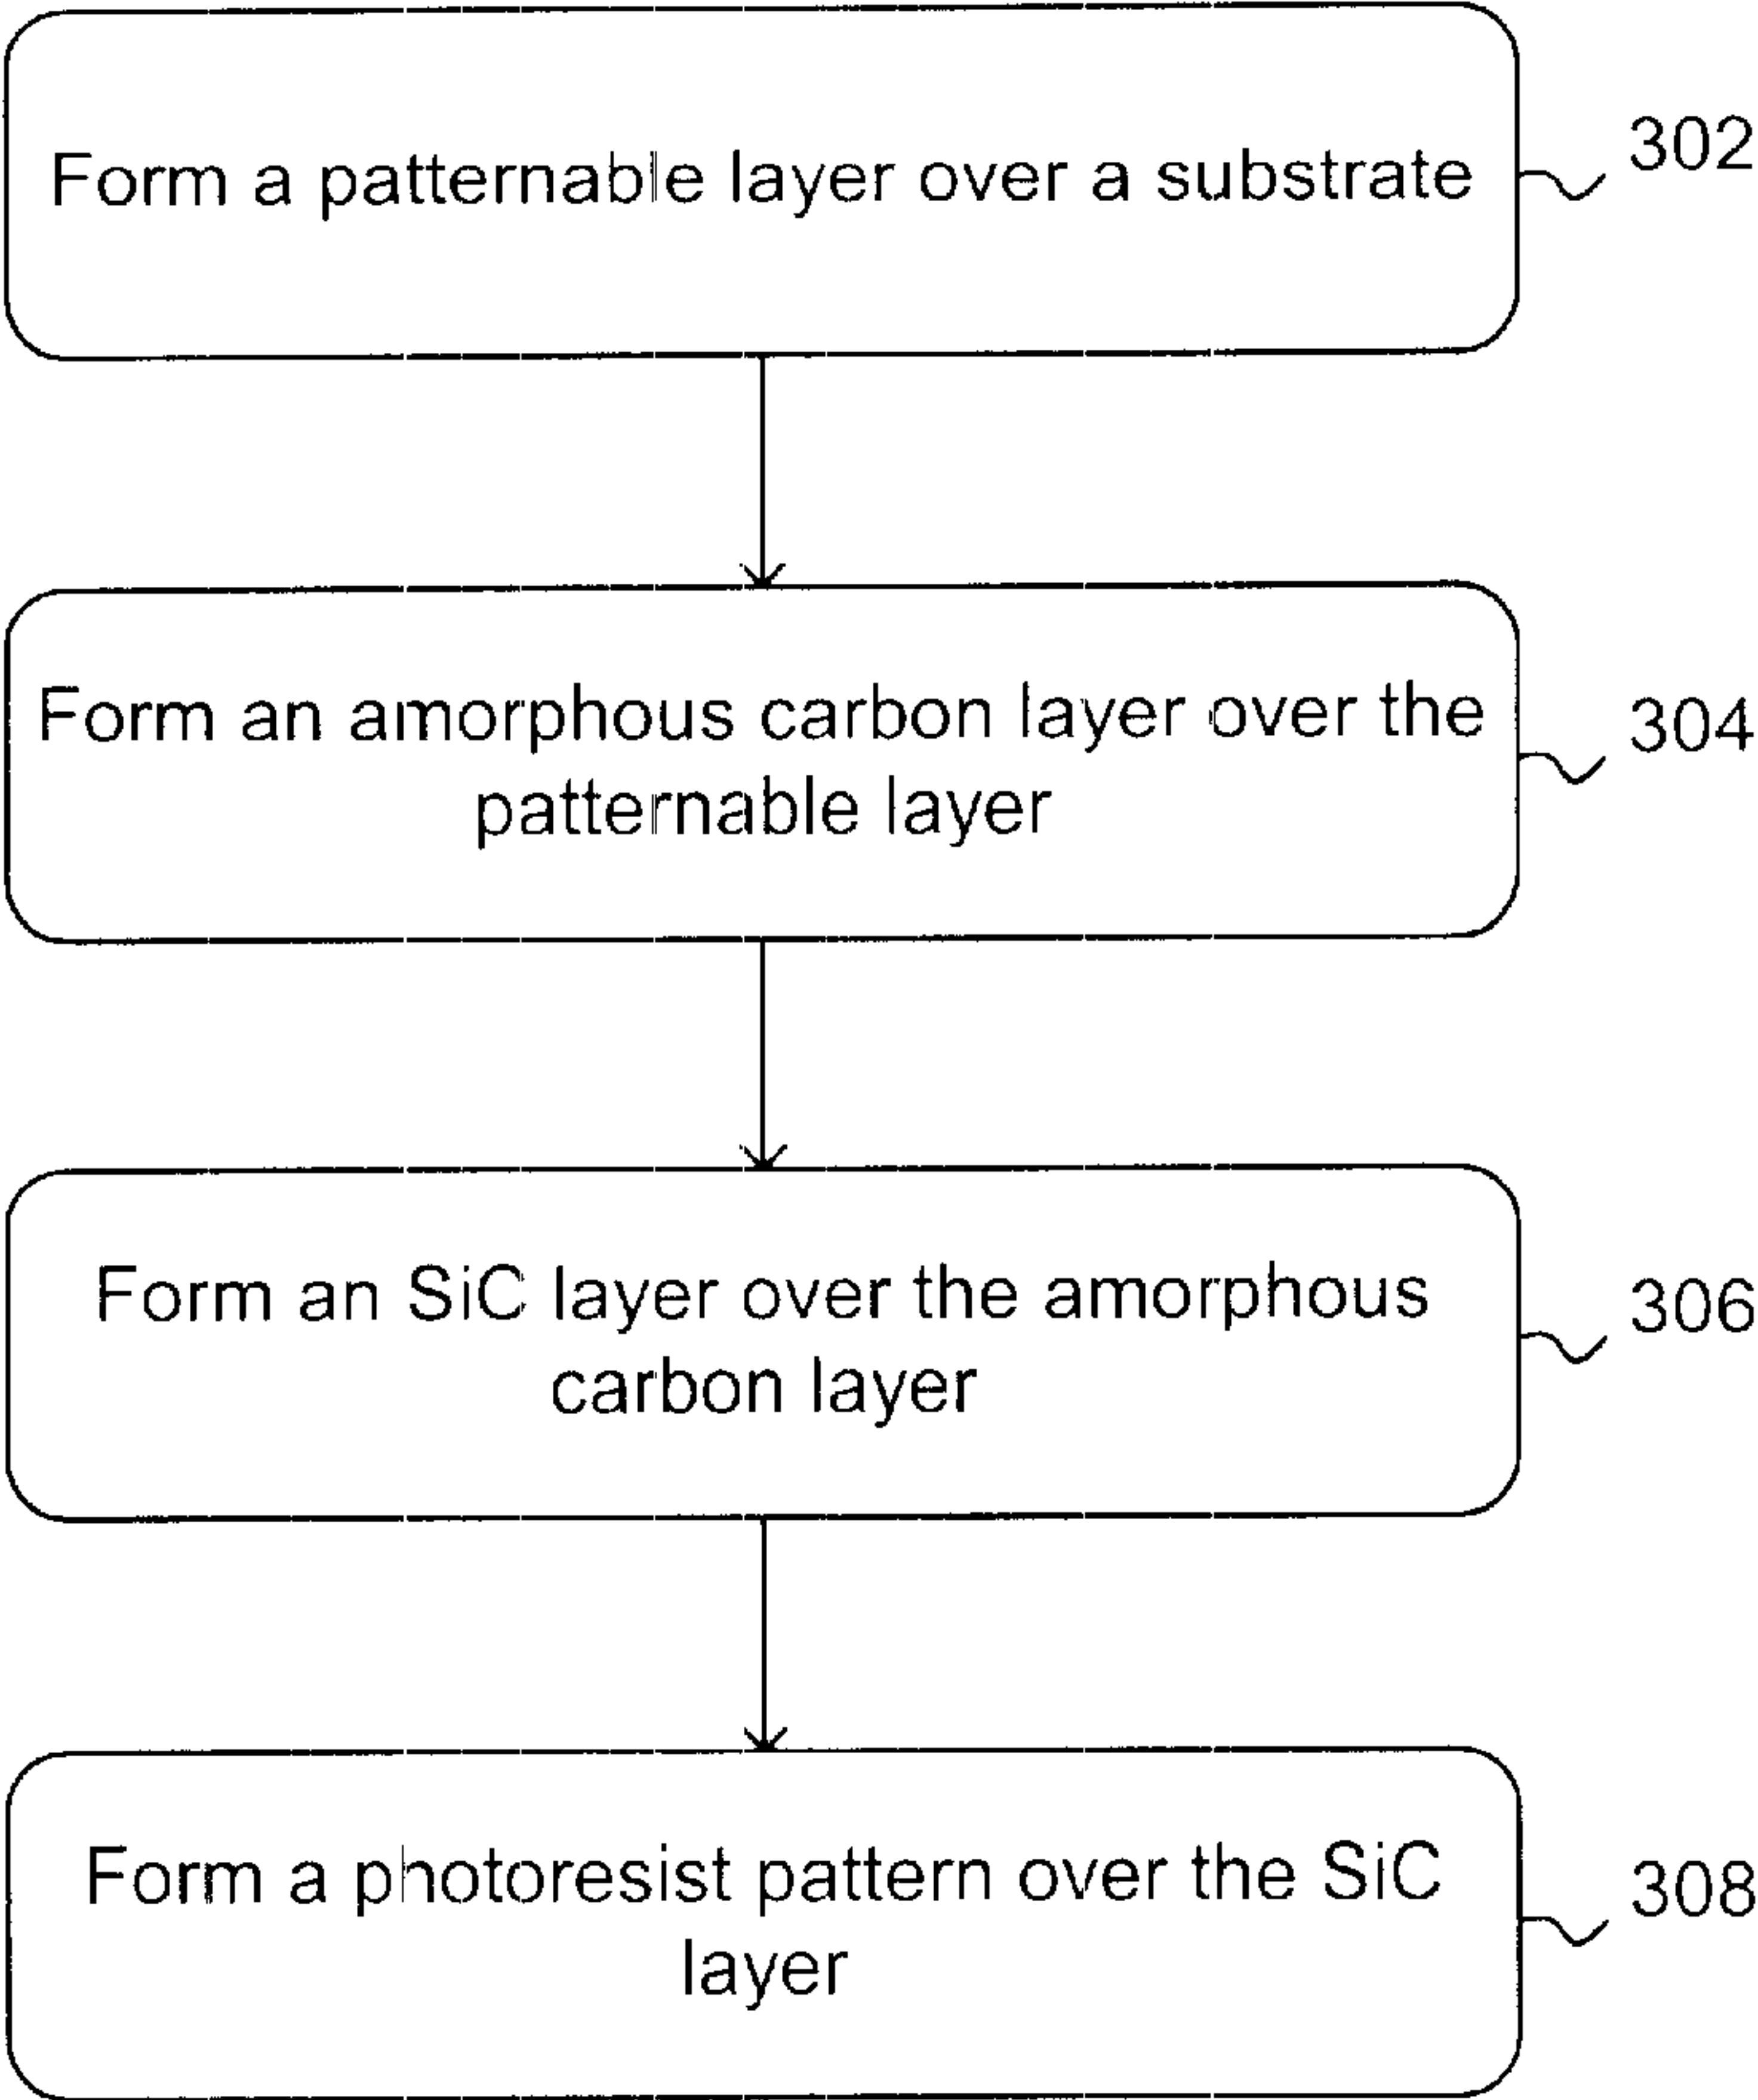 Form a patternable layer over a substrate
302
Form an amorphous carbon layer over the
patternable layer
304
Form an SiC layer over the amorphous
carbon layer
306
Form a photoresist pattern over the SiC
layer
308